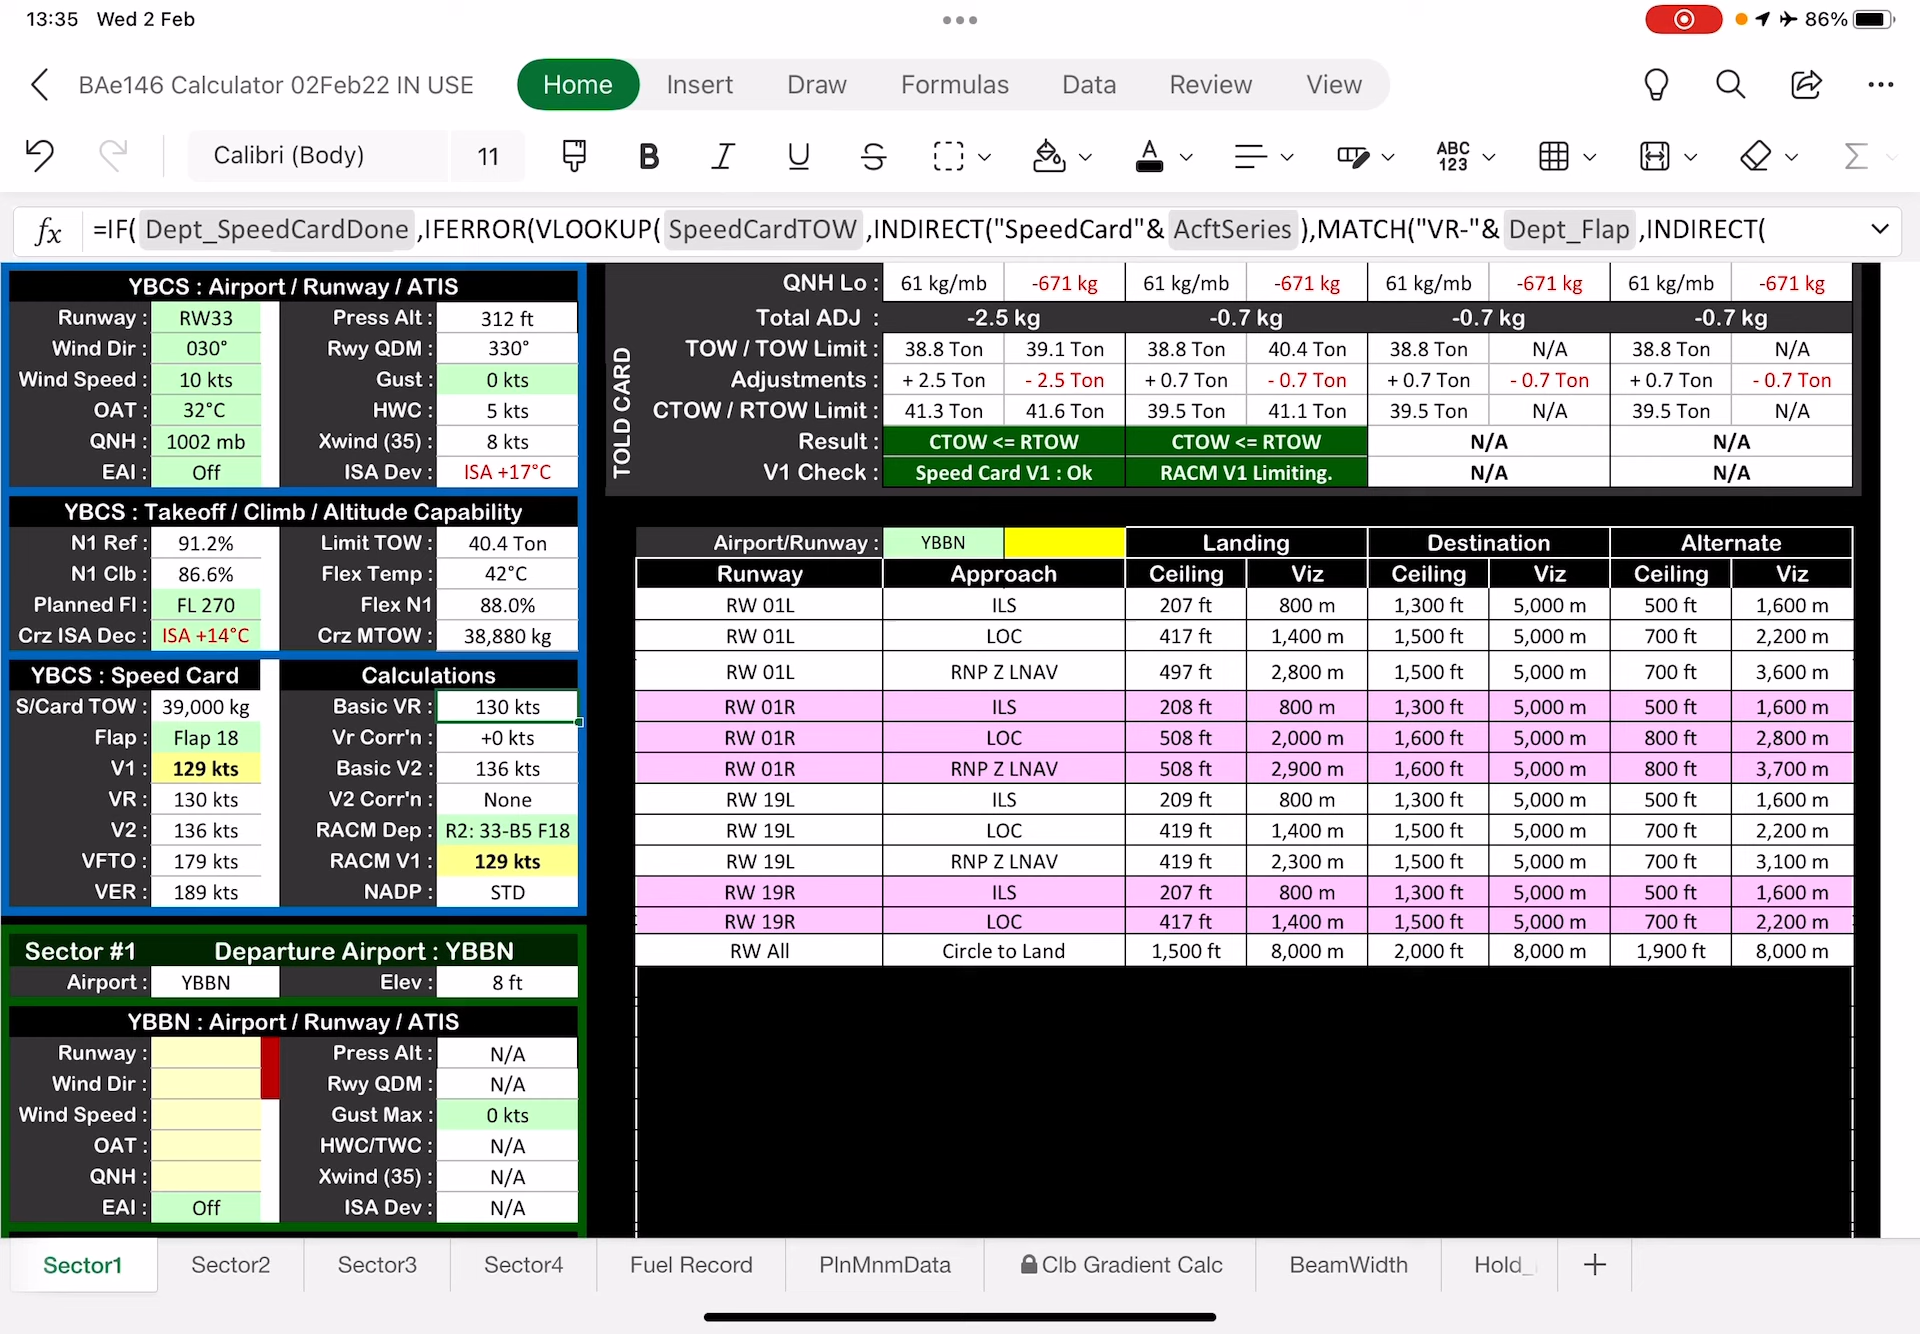 13:35 Wed 2 Feb
86%
BAe146 Calculator 02Feb22 IN USE Home Insert Draw Formulas Data Review View
Calibri (Body) 11 B I U S A ABC 123 Σ
fx =IF( Dept_SpeedCardDone ,IFERROR(VLOOKUP( SpeedCardTOW ,INDIRECT("SpeedCard"& AcftSeries ),MATCH("VR-"& Dept_Flap ,INDIRECT(
YBCS : Airport / Runway / ATIS
Runway : RW33 Press Alt : 312 ft
Wind Dir : 030° Rwy QDM : 330°
Wind Speed : 10 kts Gust : 0 kts
OAT : 32°C HWC : 5 kts
QNH : 1002 mb Xwind (35) : 8 kts
EAI : Off ISA Dev : ISA +17°C
YBCS : Takeoff / Climb / Altitude Capability
N1 Ref : 91.2% Limit TOW : 40.4 Ton
N1 Clb : 86.6% Flex Temp : 42°C
Planned Fl : FL 270 Flex N1 88.0%
Crz ISA Dec : ISA +14°C Crz MTOW : 38,880 kg
YBCS : Speed Card Calculations
S/Card TOW : 39,000 kg Basic VR : 130 kts
Flap : Flap 18 Vr Corr'n : +0 kts
V1 : 129 kts Basic V2 : 136 kts
VR : 130 kts V2 Corr'n : None
V2 : 136 kts RACM Dep : R2: 33-B5 F18
VFTO : 179 kts RACM V1 : 129 kts
VER : 189 kts NADP : STD
Sector #1 Departure Airport : YBBN
Airport : YBBN Elev : 8 ft
YBBN : Airport / Runway / ATIS
Runway : Press Alt : N/A
Wind Dir : Rwy QDM : N/A
Wind Speed : Gust Max : 0 kts
OAT : HWC/TWC : N/A
QNH : Xwind (35) : N/A
EAI : Off ISA Dev : N/A
TOLD CARD
QNH Lo : 61 kg/mb -671 kg 61 kg/mb -671 kg 61 kg/mb -671 kg 61 kg/mb -671 kg
Total ADJ : -2.5 kg -0.7 kg -0.7 kg -0.7 kg
TOW / TOW Limit : 38.8 Ton 39.1 Ton 38.8 Ton 40.4 Ton 38.8 Ton N/A 38.8 Ton N/A
Adjustments : + 2.5 Ton - 2.5 Ton + 0.7 Ton - 0.7 Ton + 0.7 Ton - 0.7 Ton + 0.7 Ton - 0.7 Ton
CTOW / RTOW Limit : 41.3 Ton 41.6 Ton 39.5 Ton 41.1 Ton 39.5 Ton N/A 39.5 Ton N/A
Result : CTOW <= RTOW CTOW <= RTOW N/A N/A
V1 Check : Speed Card V1 : Ok RACM V1 Limiting. N/A N/A
Airport/Runway : YBBN Landing Destination Alternate
Runway Approach Ceiling Viz Ceiling Viz Ceiling Viz
RW 01L ILS 207 ft 800 m 1,300 ft 5,000 m 500 ft 1,600 m
RW 01L LOC 417 ft 1,400 m 1,500 ft 5,000 m 700 ft 2,200 m
RW 01L RNP Z LNAV 497 ft 2,800 m 1,500 ft 5,000 m 700 ft 3,600 m
RW 01R ILS 208 ft 800 m 1,300 ft 5,000 m 500 ft 1,600 m
RW 01R LOC 508 ft 2,000 m 1,600 ft 5,000 m 800 ft 2,800 m
RW 01R RNP Z LNAV 508 ft 2,900 m 1,600 ft 5,000 m 800 ft 3,700 m
RW 19L ILS 209 ft 800 m 1,300 ft 5,000 m 500 ft 1,600 m
RW 19L LOC 419 ft 1,400 m 1,500 ft 5,000 m 700 ft 2,200 m
RW 19L RNP Z LNAV 419 ft 2,300 m 1,500 ft 5,000 m 700 ft 3,100 m
RW 19R ILS 207 ft 800 m 1,300 ft 5,000 m 500 ft 1,600 m
RW 19R LOC 417 ft 1,400 m 1,500 ft 5,000 m 700 ft 2,200 m
RW All Circle to Land 1,500 ft 8,000 m 2,000 ft 8,000 m 1,900 ft 8,000 m
Sector1 Sector2 Sector3 Sector4 Fuel Record PlnMnmData Clb Gradient Calc BeamWidth Hold_